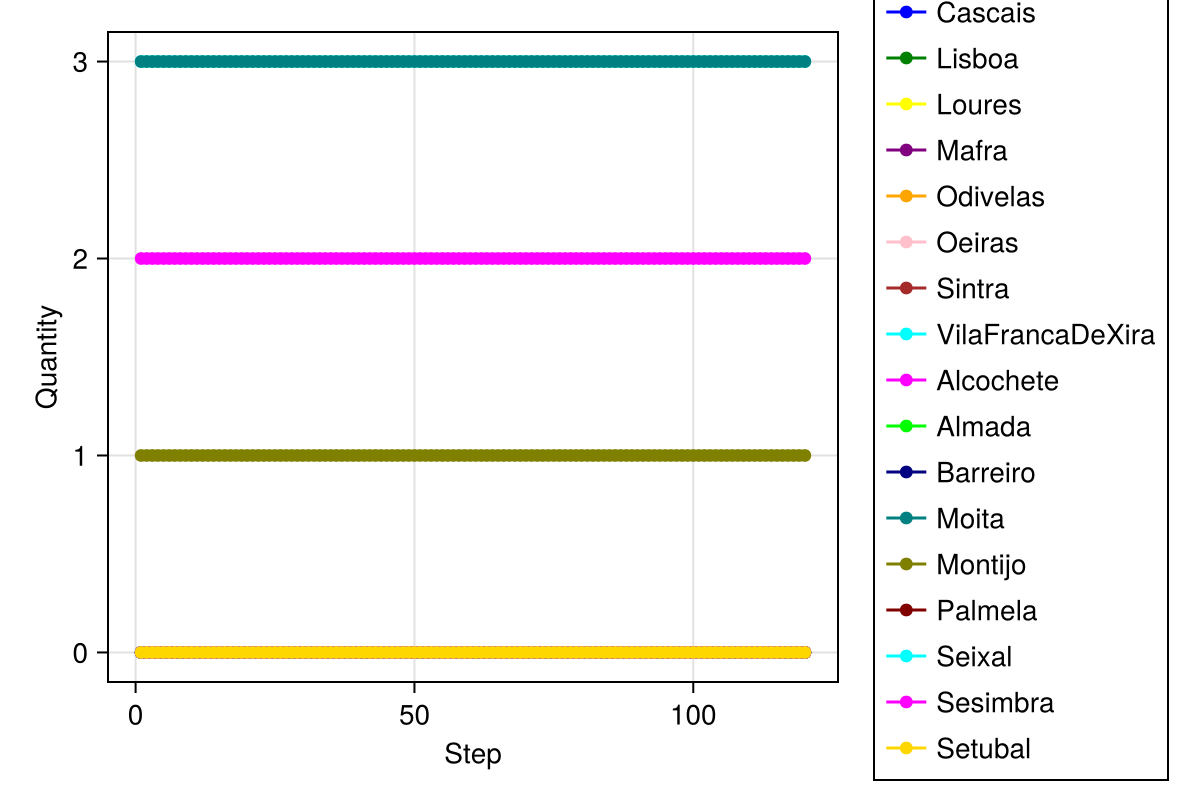 3
2
1
0
Quantity
0 50 100
Step
Cascais
Lisboa
Loures
Mafra
Odivelas
Oeiras
Sintra
VilaFrancaDeXira
Alcochete
Almada
Barreiro
Moita
Montijo
Palmela
Seixal
Sesimbra
Setubal